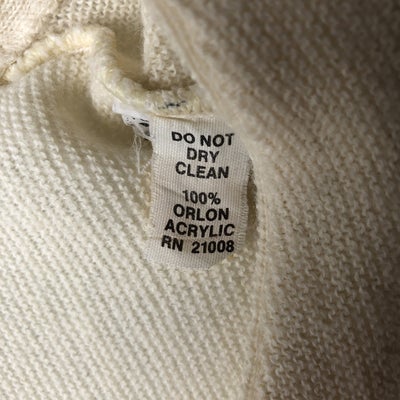 DO NOT
DRY
CLEAN
100%
ORLON
ACRYLIC
RN 21008